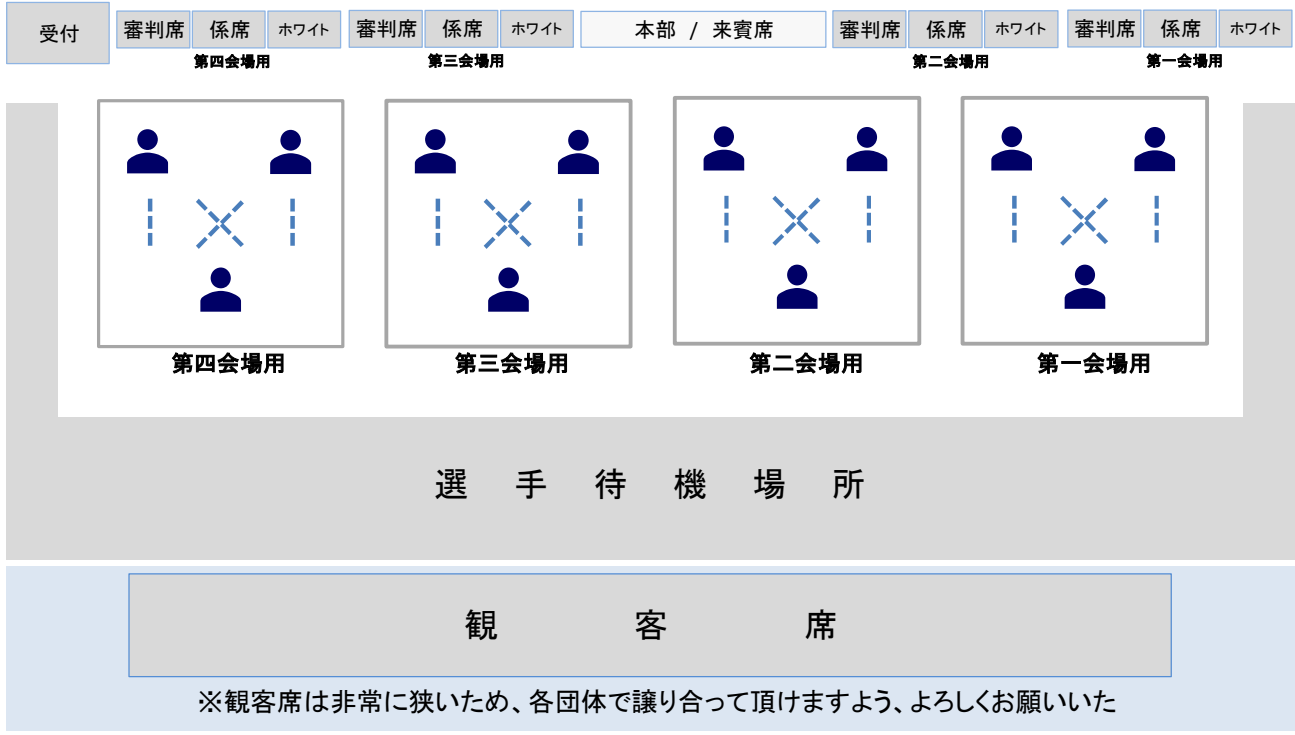 受付 審判席 係席 ホワイト 審判席 係席 ホワイト 本部 / 来賓席 審判席 係席 ホワイト 審判席 係席 ホワイト
第四会場用 第三会場用 第二会場用 第一会場用
第四会場用 第三会場用 第二会場用 第一会場用
選 手 待 機 場 所
観 客 席
※観客席は非常に狭いため、各団体で譲り合って頂けますよう、よろしくお願いいた